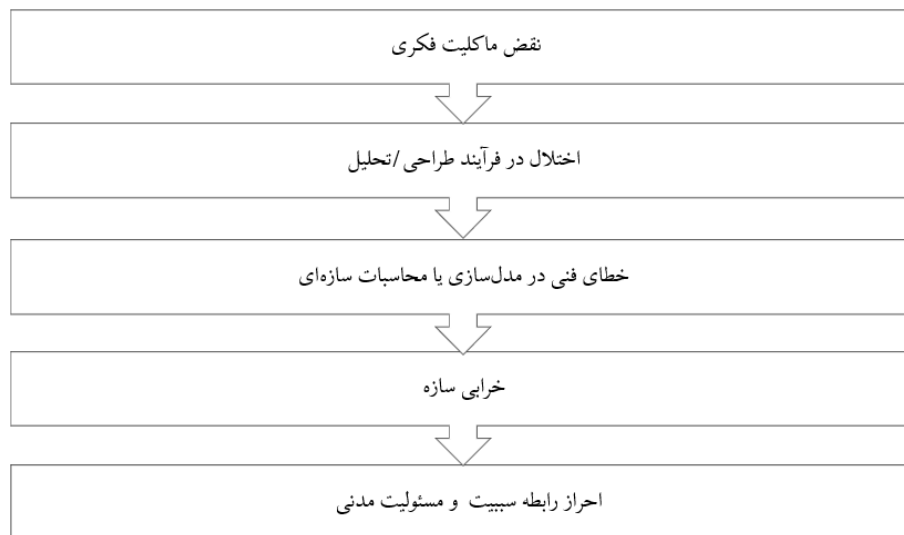 نقض ماکلیت فکری
اختلال در فرآیند طراحی/تحلیل
خطای فنی در مدل‌سازی یا محاسبات سازه‌ای
خرابی سازه
احراز رابطه سببیت و مسئولیت مدنی